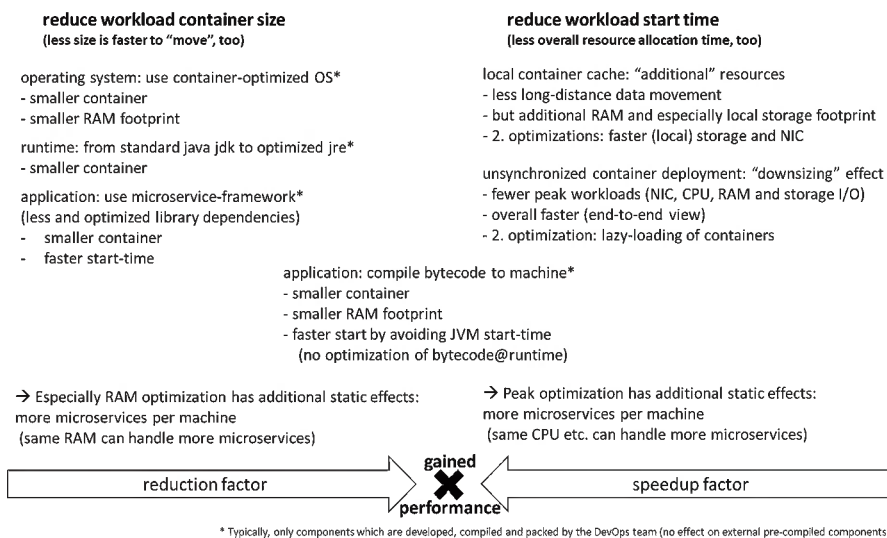 reduce workload container size
(less size is faster to “move”, too)
operating system: use container-optimized OS*
- smaller container
- smaller RAM footprint
runtime: from standard java jdk to optimized jre*
- smaller container
application: use microservice-framework*
(less and optimized library dependencies)
- smaller container
- faster start-time
reduce workload start time
(less overall resource allocation time, too)
local container cache: “additional” resources
- less long-distance data movement
- but additional RAM and especially local storage footprint
- 2. optimizations: faster (local) storage and NIC
unsynchronized container deployment: “downsizing” effect
- fewer peak workloads (NIC, CPU, RAM and storage I/O)
- overall faster (end-to-end view)
- 2. optimization: lazy-loading of containers
application: compile bytecode to machine*
- smaller container
- smaller RAM footprint
- faster start by avoiding JVM start-time
(no optimization of bytecode@runtime)
→ Especially RAM optimization has additional static effects:
more microservices per machine
(same RAM can handle more microservices)
→ Peak optimization has additional static effects:
more microservices per machine
(same CPU etc. can handle more microservices)
reduction factor
gained
performance
speedup factor
* Typically, only components which are developed, compiled and packed by the DevOps team (no effect on external pre-compiled components